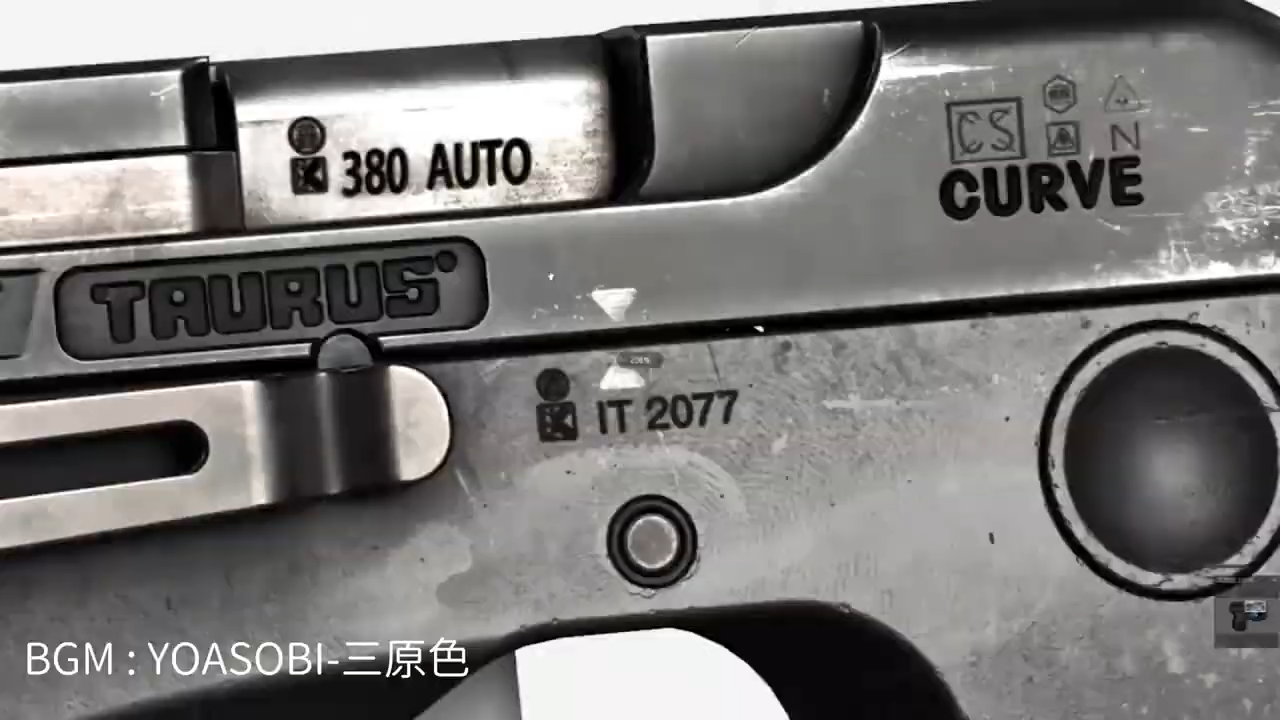 380 AUTO
CS
N
CURVE
TAURUS
IT 2077
BGM : YOASOBI-三原色